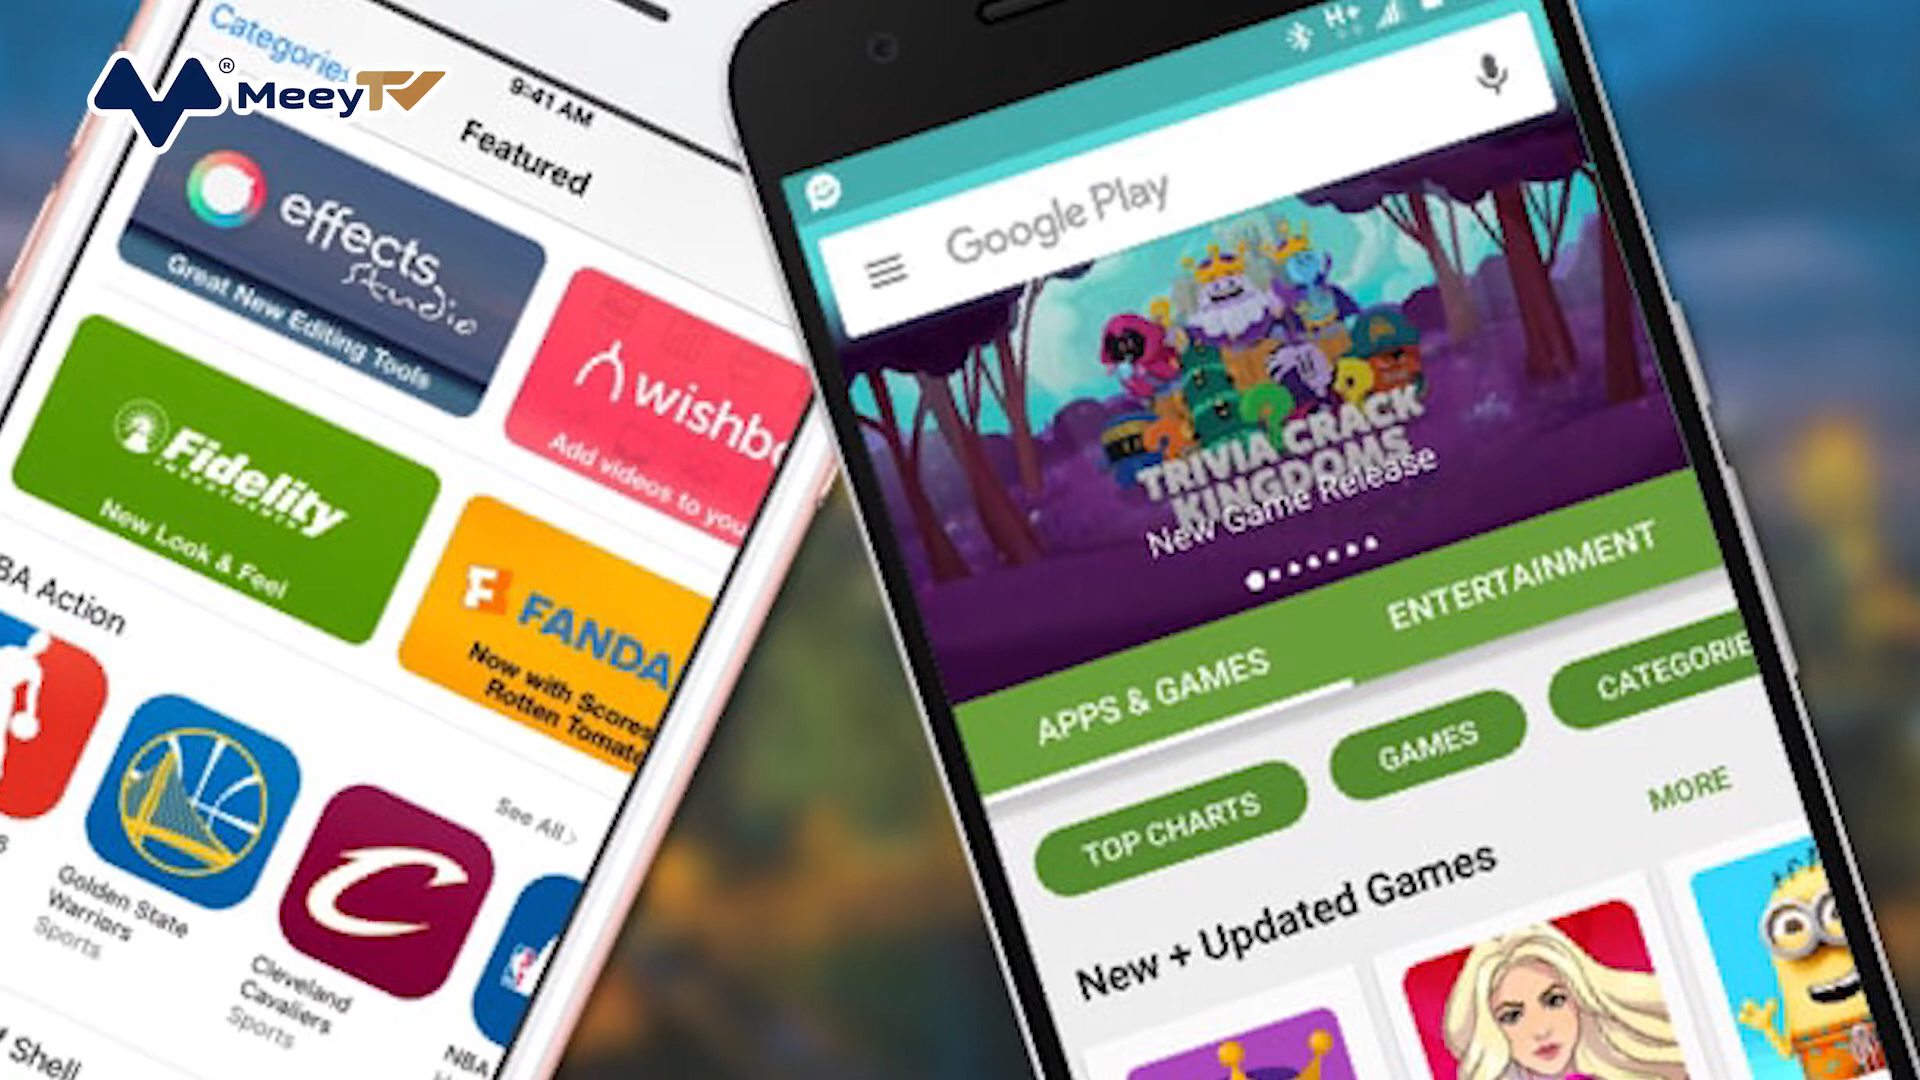 Categories
MeeyTV
®
9:41 AM
Featured
effects
studio
Great New Editing Tools
wishbo
Add videos to you
Fidelity
INVESTMENTS
New Look & Feel
FANDA
Now with Scores
Rotten Tomato
BA Action
See All >
Golden State
Warriors
Sports
Cleveland
Cavaliers
Sports
NBA
Shell
H+
Google Play
TRIVIA CRACK
KINGDOMS
New Game Release
APPS & GAMES
ENTERTAINMENT
TOP CHARTS
GAMES
CATEGORIE
MORE
New + Updated Games